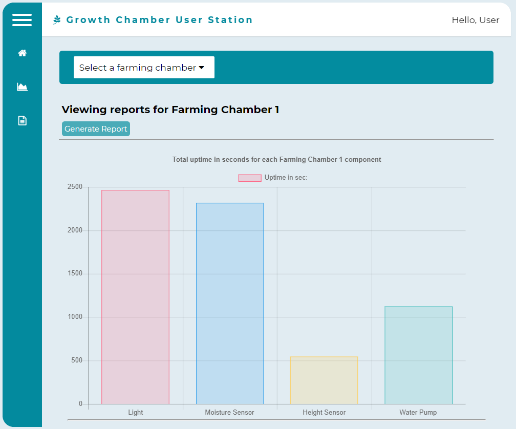 Growth Chamber User Station
Hello, User
Select a farming chamber
Viewing reports for Farming Chamber 1
Generate Report
Total uptime in seconds for each Farming Chamber 1 component
Uptime in sec:
2500
2000
1500
1000
500
0
Light
Moisture Sensor
Height Sensor
Water Pump